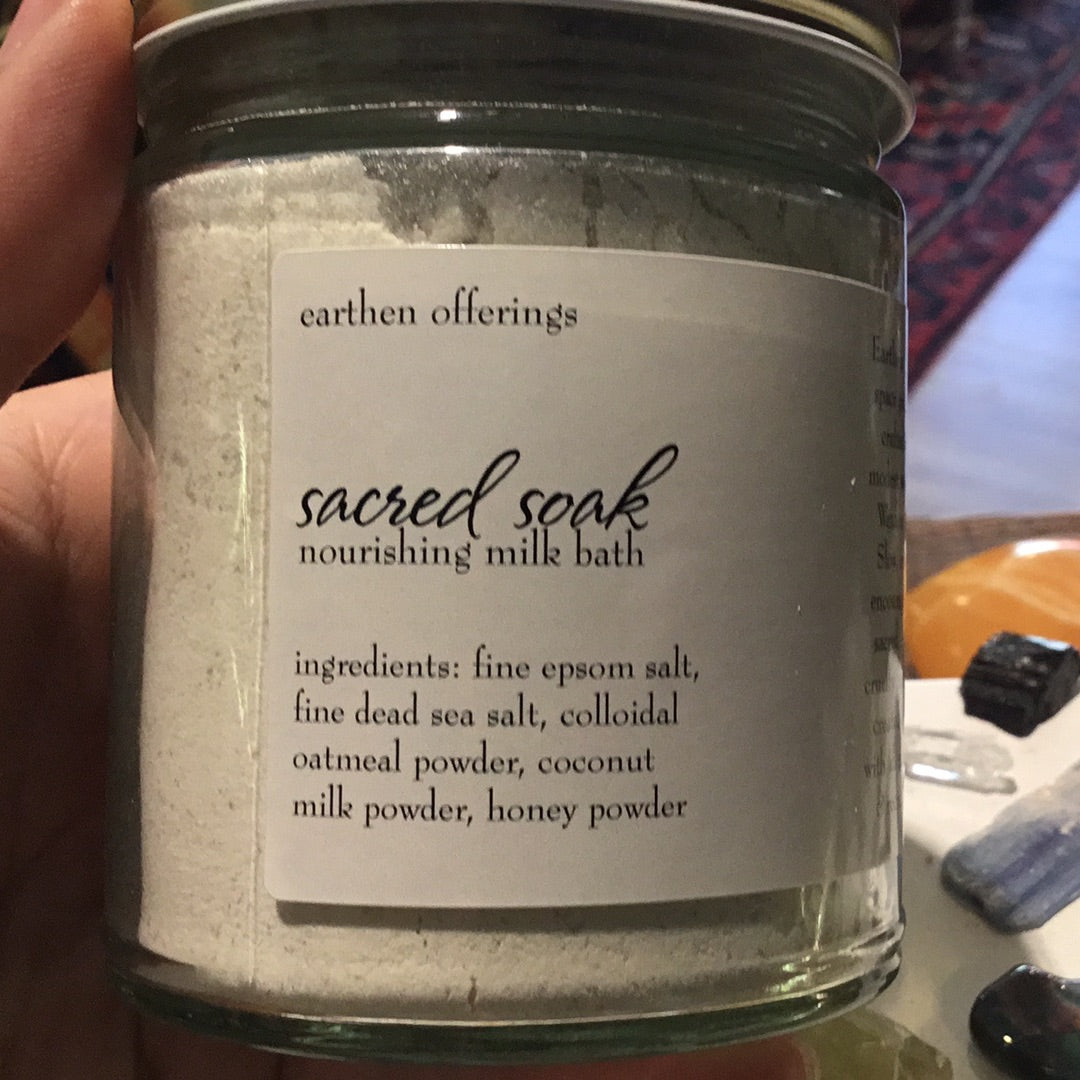 earthen offerings
sacred soak
nourishing milk bath
ingredients: fine epsom salt,
fine dead sea salt, colloidal
oatmeal powder, coconut
milk powder, honey powder